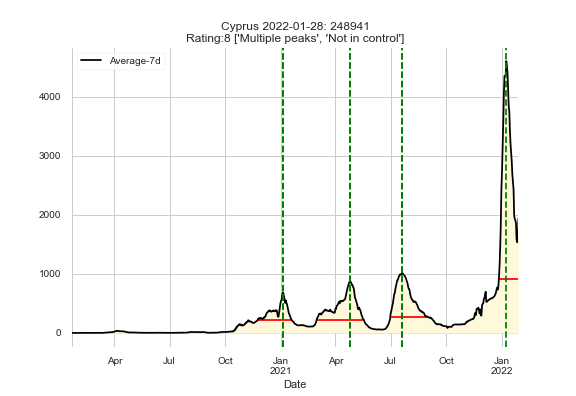 Cyprus 2022-01-28: 248941
Rating:8 ['Multiple peaks', 'Not in control']
Average-7d
4000
3000
2000
1000
0
Apr
Jul
Oct
Jan
2021
Apr
Jul
Oct
Jan
2022
Date